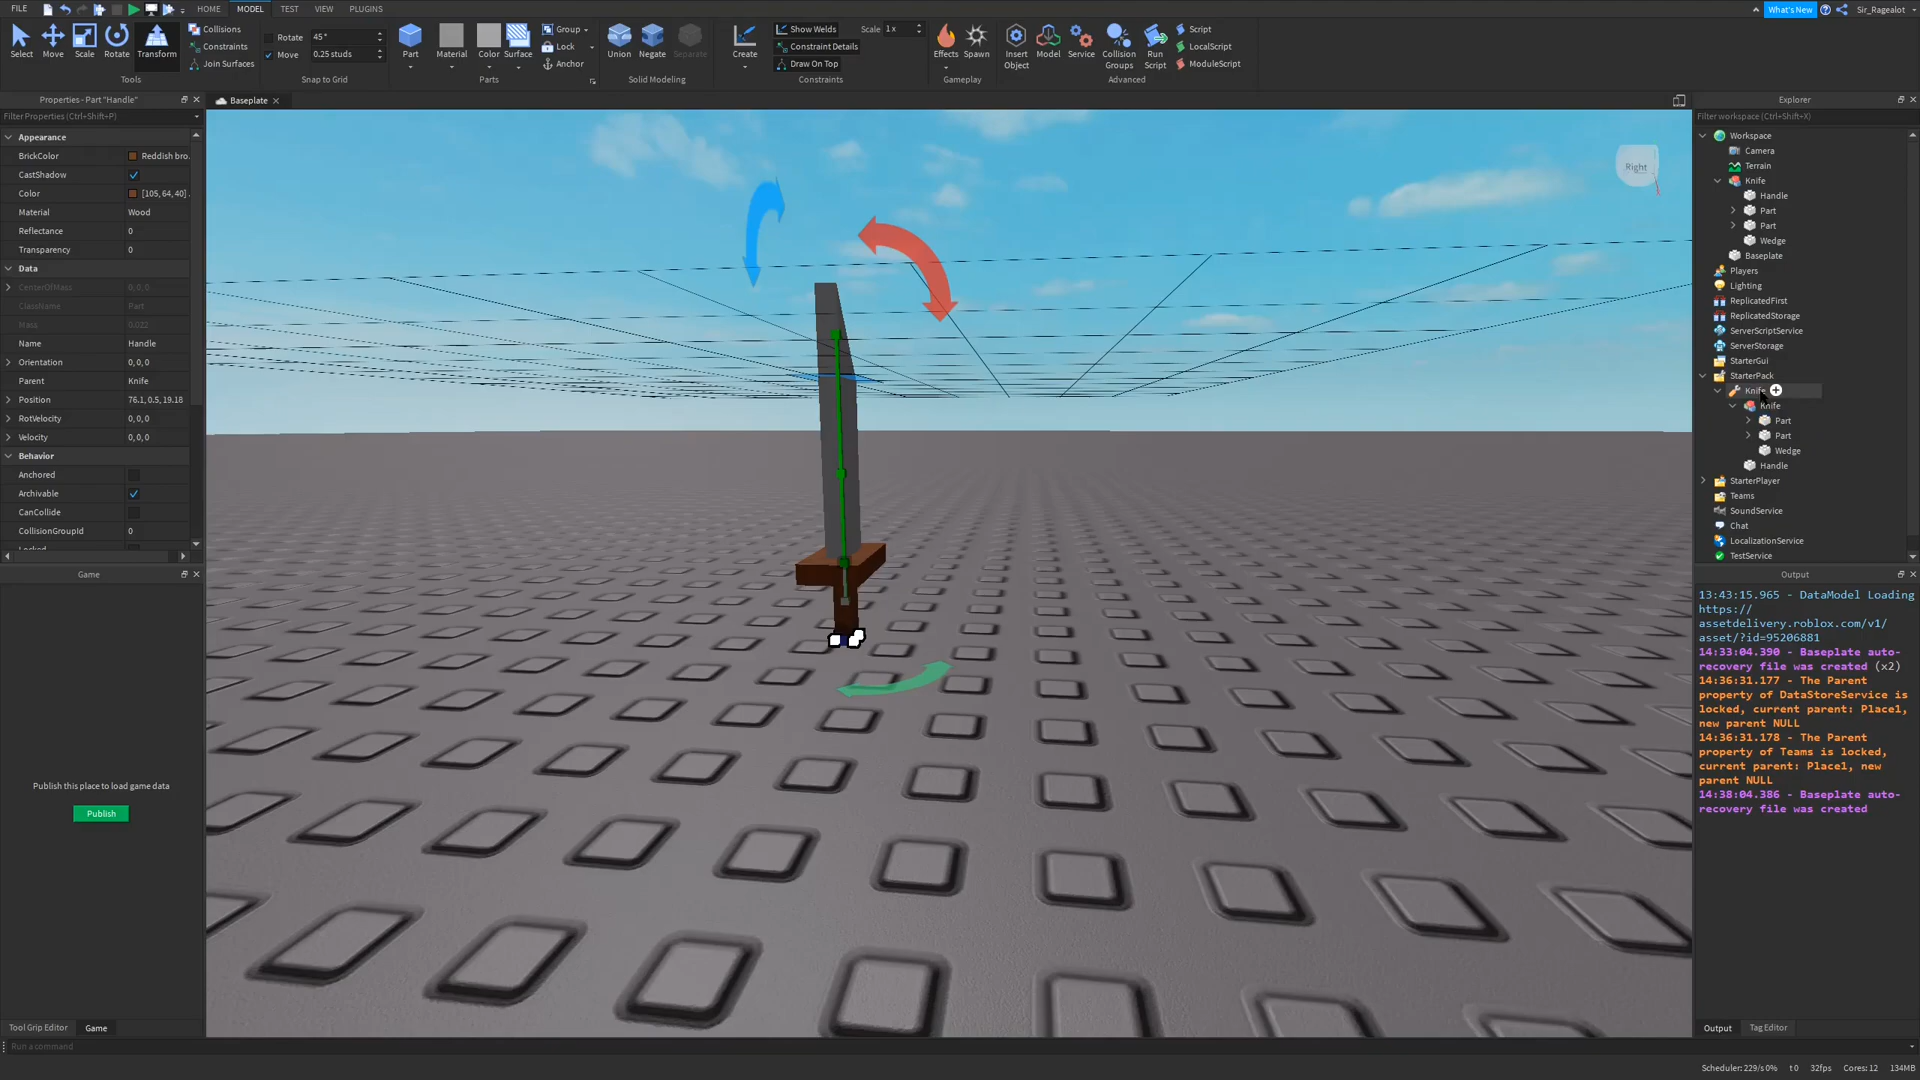 FILE
HOME
MODEL
TEST
VIEW
PLUGINS
What's New
Sir_Ragealot
Select
Move
Scale
Rotate
Transform
Tools
Collisions
Constraints
Join Surfaces
Rotate
45°
Move
0.25 studs
Snap to Grid
Part
Material
Color
Surface
Group
Lock
Anchor
Parts
Union
Negate
Separate
Solid Modeling
Create
Show Welds
Scale
1 x
Constraint Details
Draw On Top
Constraints
Effects
Spawn
Gameplay
Insert
Object
Model
Service
Collision
Groups
Run
Script
Advanced
Script
LocalScript
ModuleScript
Properties - Part "Handle"
Filter Properties (Ctrl+Shift+P)
Appearance
BrickColor
Reddish bro.
CastShadow
Color
[105, 64, 40]
Material
Wood
Reflectance
0
Transparency
0
Data
CenterOfMass
0, 0, 0
ClassName
Part
Mass
0.022
Name
Handle
Orientation
0, 0, 0
Parent
Knife
Position
76.1, 0.5, 19.18
RotVelocity
0, 0, 0
Velocity
0, 0, 0
Behavior
Anchored
Archivable
CanCollide
CollisionGroupId
0
Game
Publish this place to load game data
Publish
Tool Grip Editor
Game
Run a command
Baseplate
Right
Explorer
Filter workspace (Ctrl+Shift+X)
Workspace
Camera
Terrain
Knife
Handle
Part
Part
Wedge
Baseplate
Players
Lighting
ReplicatedFirst
ReplicatedStorage
ServerScriptService
ServerStorage
StarterGui
StarterPack
Knife
Knife
Part
Part
Wedge
Handle
StarterPlayer
Teams
SoundService
Chat
LocalizationService
TestService
Output
13:43:15.965 - DataModel Loading
https://
assetdelivery.roblox.com/v1/
asset/?id=95206881
14:33:04.390 - Baseplate auto-
recovery file was created (x2)
14:36:31.177 - The Parent
property of DataStoreService is
locked, current parent: Place1,
new parent NULL
14:36:31.178 - The Parent
property of Teams is locked,
current parent: Place1, new
parent NULL
14:38:04.386 - Baseplate auto-
recovery file was created
Output
Tag Editor
Scheduler: 229/s 0%
t 0
32fps
Cores: 12
134MB